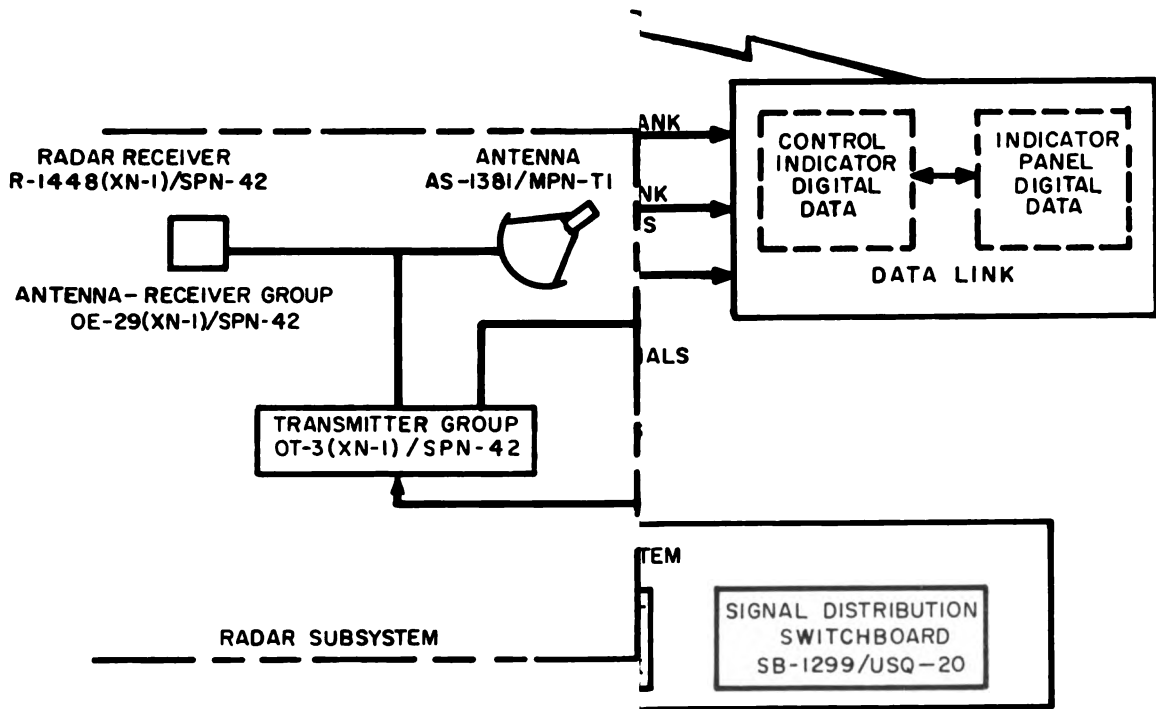 RADAR RECEIVER
R-1448(XN-1)/SPN-42
ANTENNA
AS-1381/MPN-T1
ANTENNA-RECEIVER GROUP
OE-29(XN-1)/SPN-42
TRANSMITTER GROUP
OT-3(XN-1)/SPN-42
RADAR SUBSYSTEM
ANK
NK
S
IALS
TEM
CONTROL
INDICATOR
DIGITAL
DATA
INDICATOR
PANEL
DIGITAL
DATA
DATA LINK
SIGNAL DISTRIBUTION
SWITCHBOARD
SB-1299/USQ-20